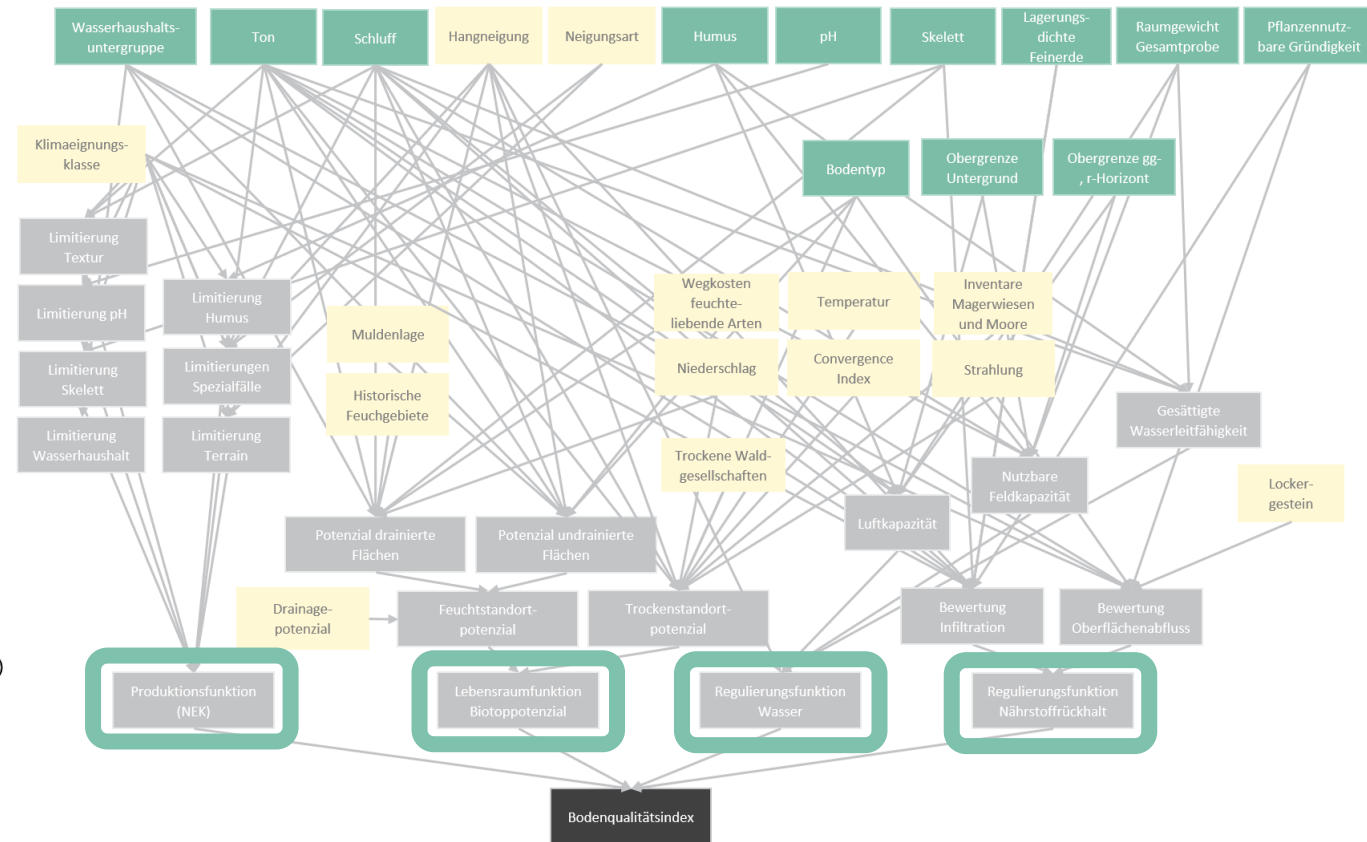 Wasserhaushalts-
untergruppe
Ton
Schluff
Hangneigung
Neigungsart
Humus
pH
Skelett
Lagerungs-
dichte
Feinerde
Raumgewicht
Gesamtprobe
Pflanzennutz-
bare Gründigkeit
Klimaeignungs-
klasse
Bodentyp
Obergrenze
Untergrund
Obergrenze gg-
, r-Horizont
Limitierung
Textur
Limitierung pH
Limitierung
Humus
Limitierung
Skelett
Limitierungen
Spezialfälle
Limitierung
Wasserhaushalt
Limitierung
Terrain
Muldenlage
Historische
Feuchgebiete
Wegkosten
feuchte-
liebende Arten
Temperatur
Inventare
Magerwiesen
und Moore
Niederschlag
Convergence
Index
Strahlung
Trockene Wald-
gesellschaften
Gesättigte
Wasserleitfähigkeit
Nutzbare
Feldkapazität
Luftkapazität
Locker-
gestein
Potenzial drainierte
Flächen
Potenzial undrainierte
Flächen
Drainage-
potenzial
Feuchtstandort-
potenzial
Trockenstandort-
potenzial
Bewertung
Infiltration
Bewertung
Oberflächenabfluss
)
Produktionsfunktion
(NEK)
Lebensraumfunktion
Biotoppotenzial
Regulierungsfunktion
Wasser
Regulierungsfunktion
Nährstoffrückhalt
Bodenqualitätsindex